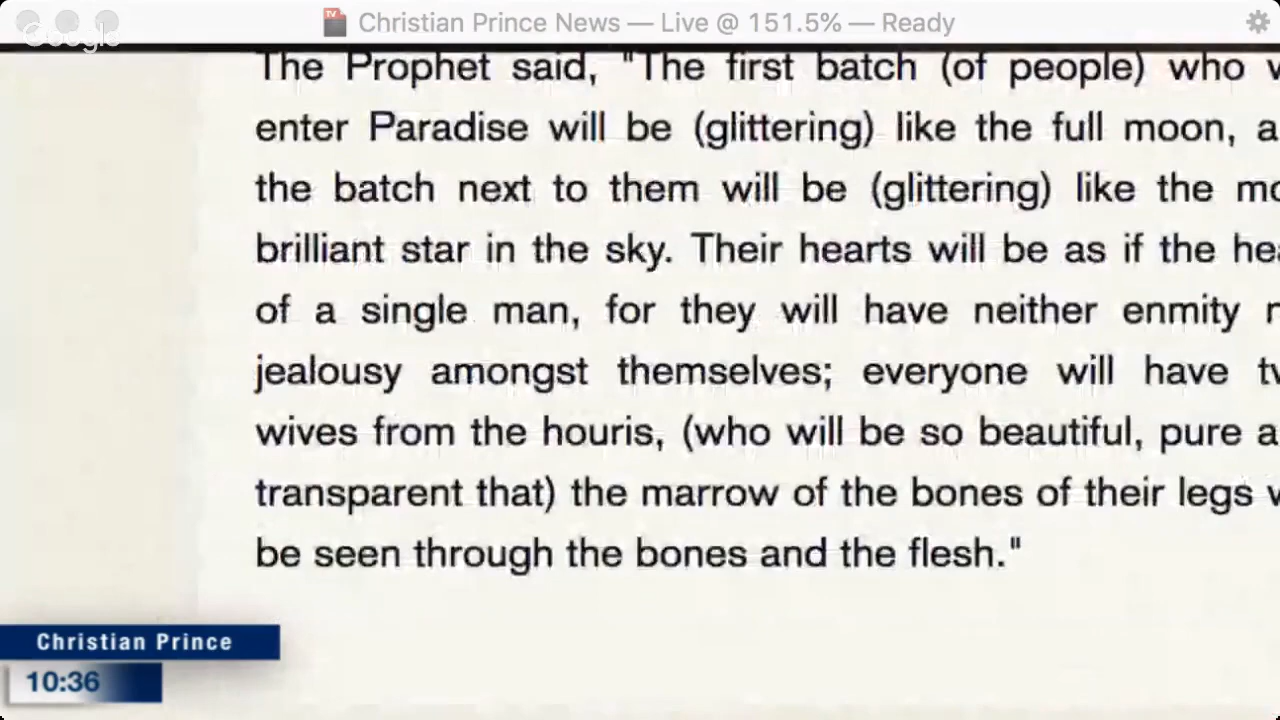 Christian Prince News — Live @ 151.5% — Ready
Google
The Prophet said, "The first batch (of people) who
enter Paradise will be (glittering) like the full moon,
the batch next to them will be (glittering) like the
brilliant star in the sky. Their hearts will be as if the
of a single man, for they will have neither enmity
jealousy amongst themselves; everyone will have
wives from the houris, (who will be so beautiful, pure
transparent that) the marrow of the bones of their legs
be seen through the bones and the flesh."
Christian Prince
10:36